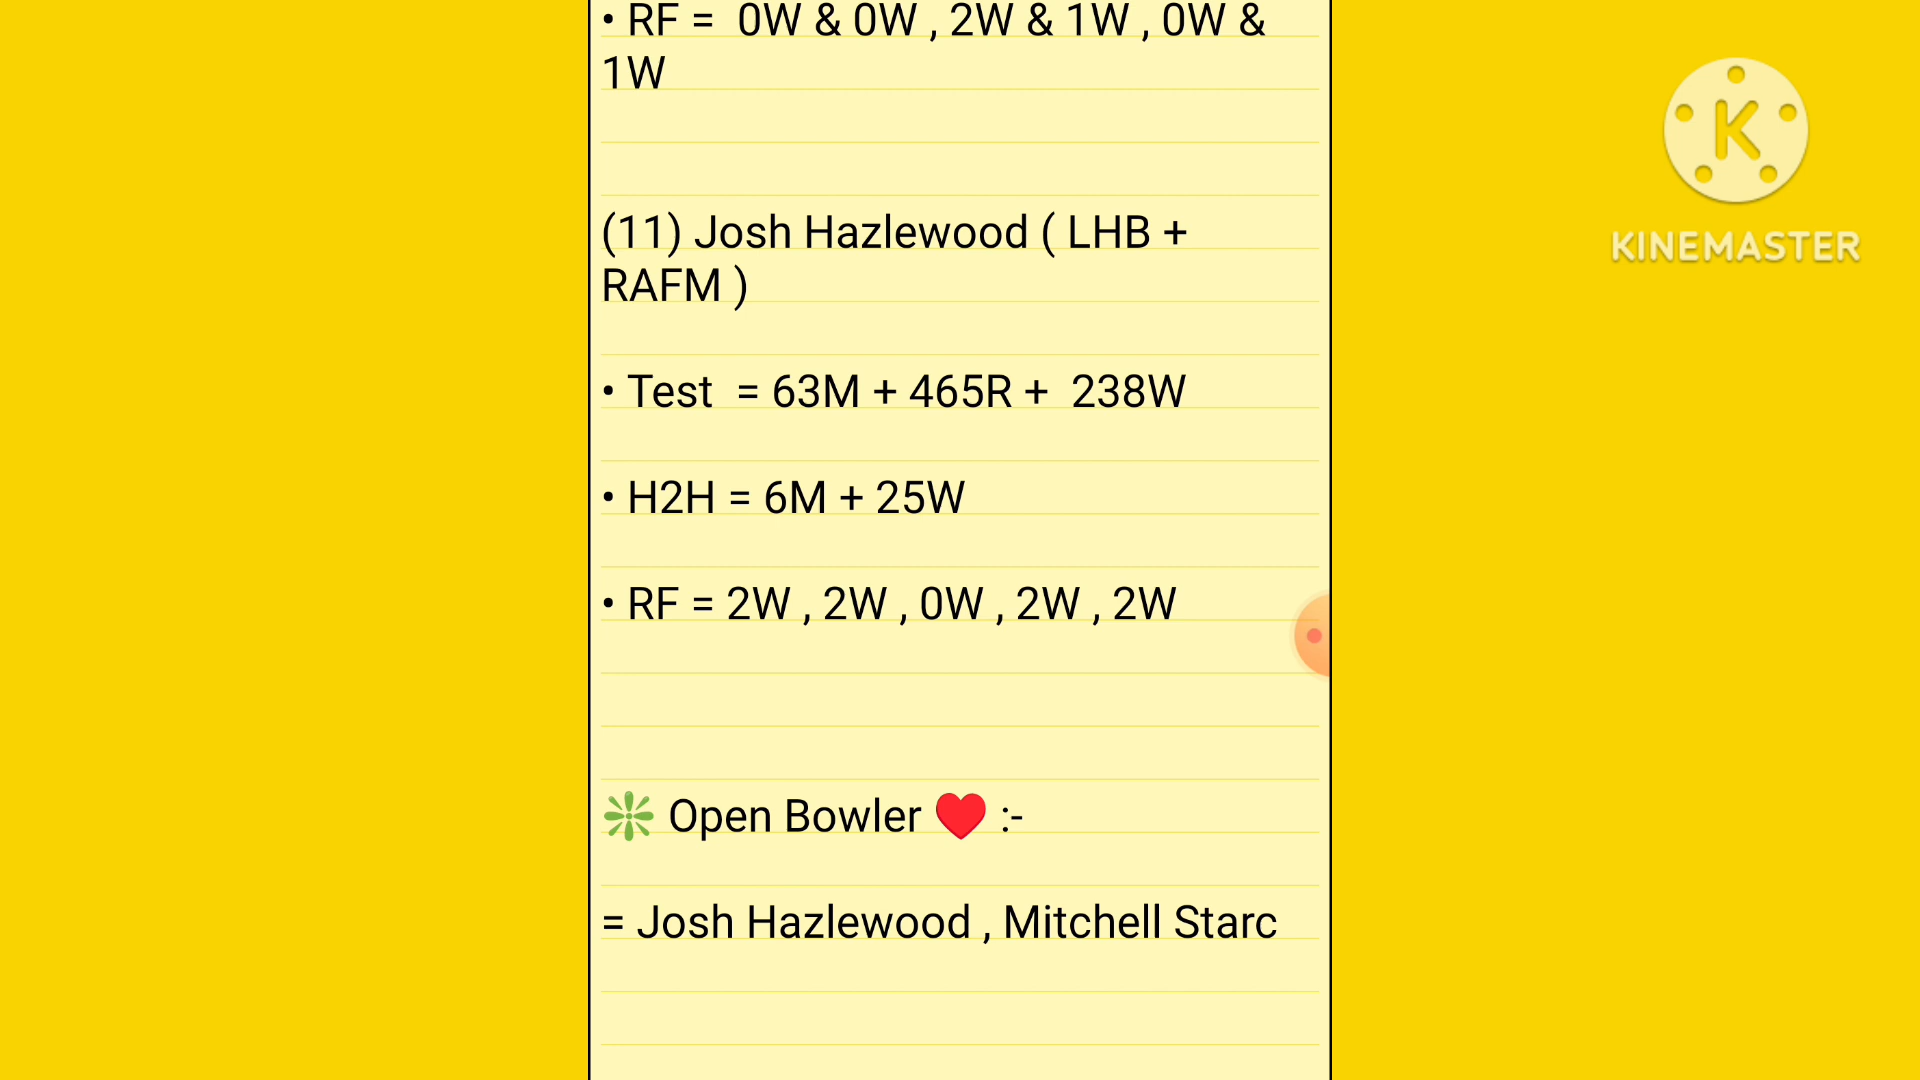 • RF = 0W & 0W , 2W & 1W , 0W &
1W
(11) Josh Hazlewood ( LHB +
RAFM )
• Test = 63M + 465R + 238W
• H2H = 6M + 25W
• RF = 2W , 2W , 0W , 2W , 2W
❇️ Open Bowler ♥️ :-
= Josh Hazlewood , Mitchell Starc
K
KINEMASTER